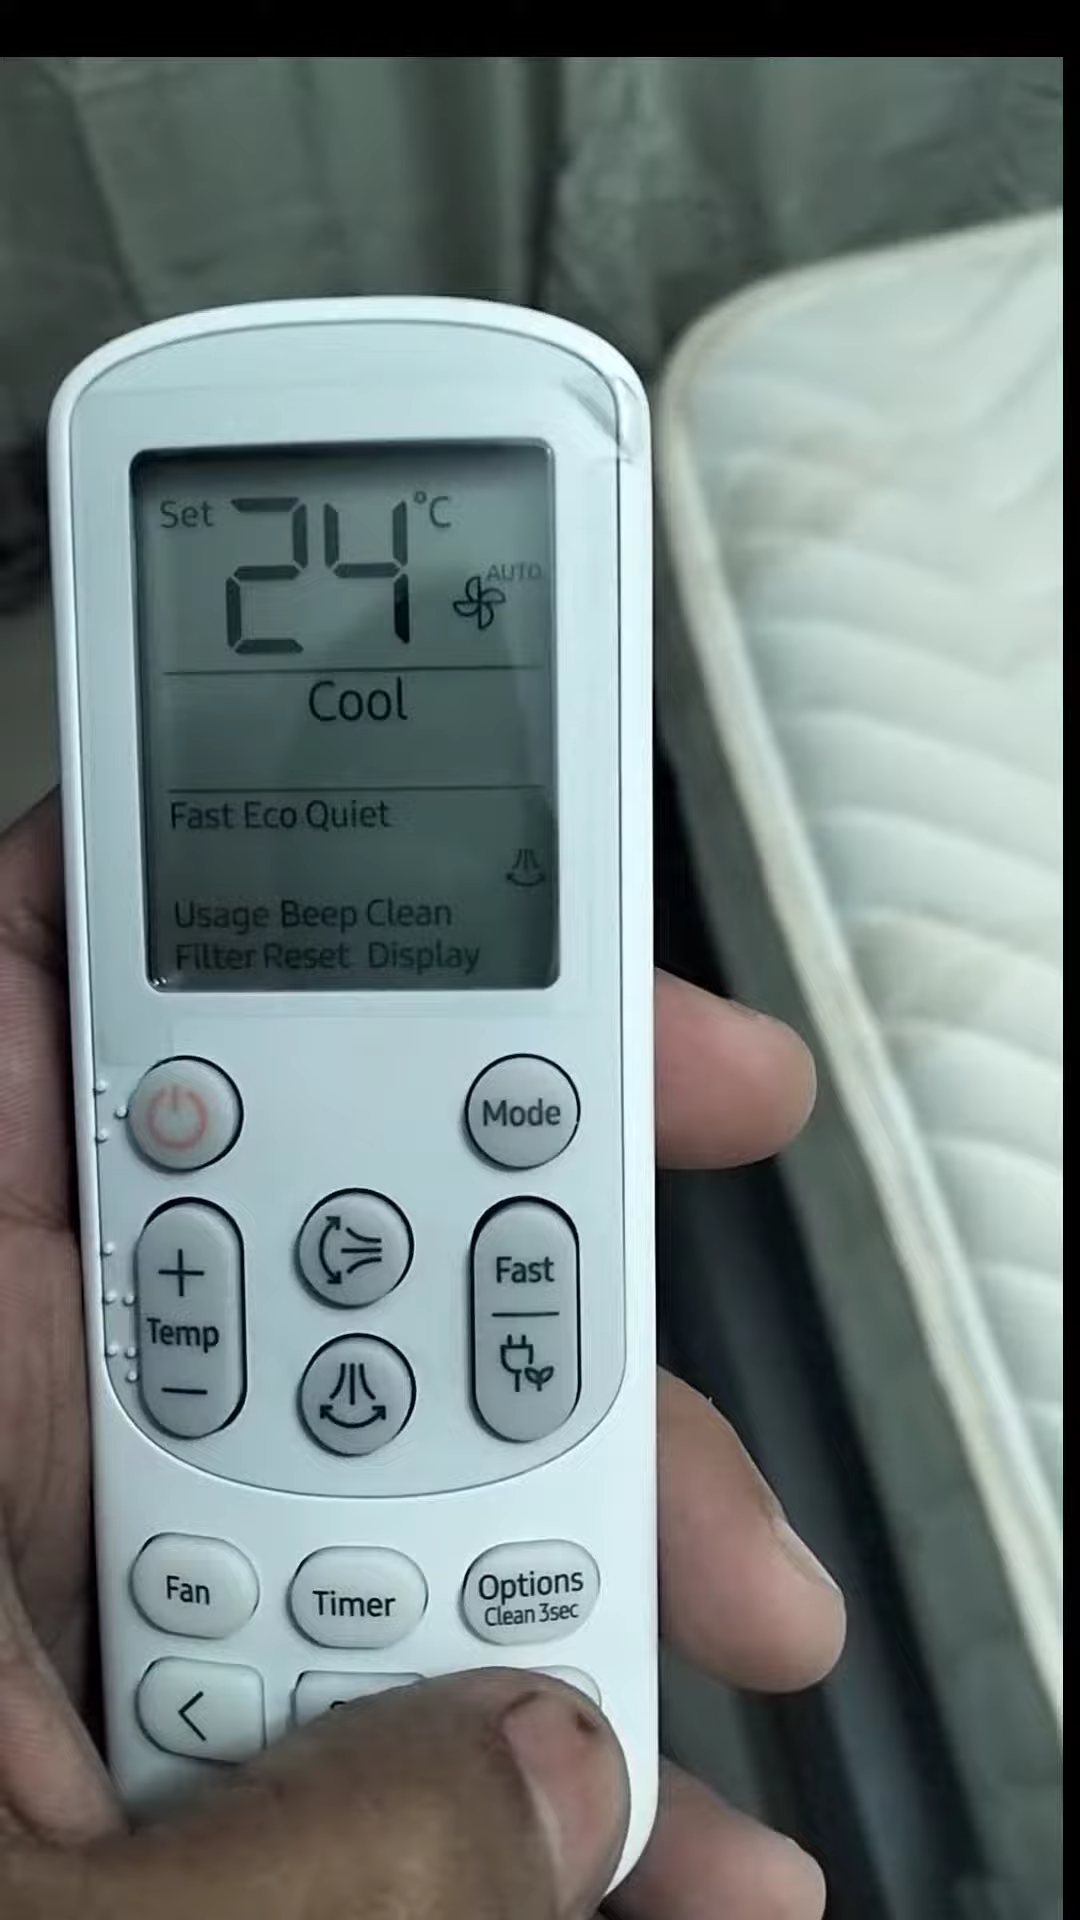 Set 24°C
AUTO
Cool
Fast Eco Quiet
Usage Beep Clean
Filter Reset Display
Mode
+
Temp
—
Fast
Fan
Timer
Options
Clean 3sec
<